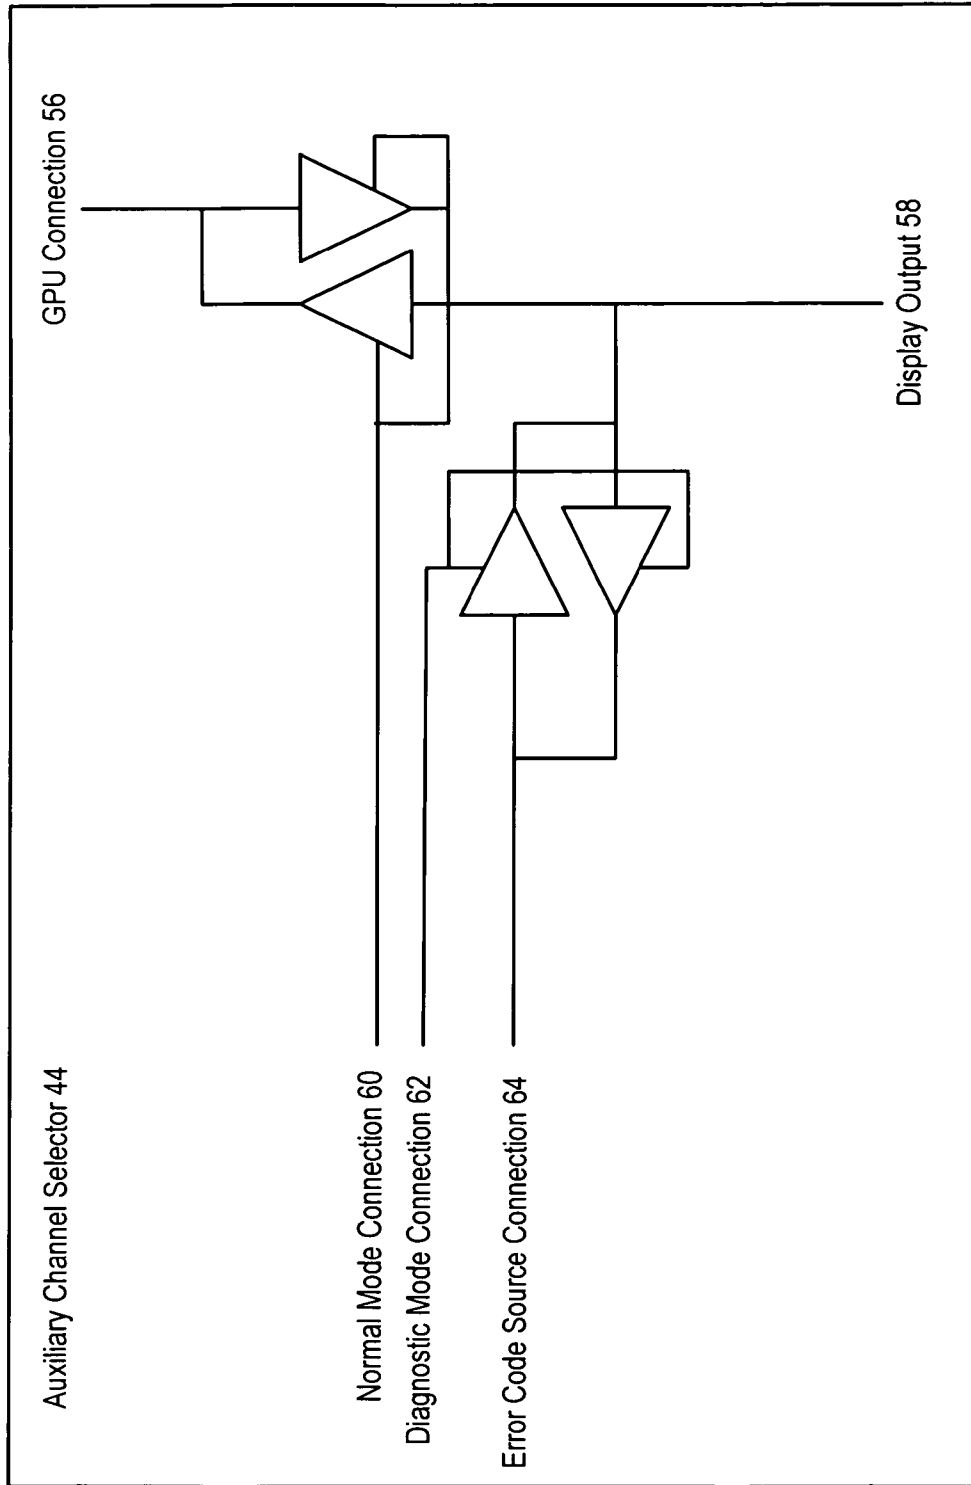 Auxiliary Channel Selector 44
Normal Mode Connection 60
Diagnostic Mode Connection 62
Error Code Source Connection 64
GPU Connection 56
Display Output 58